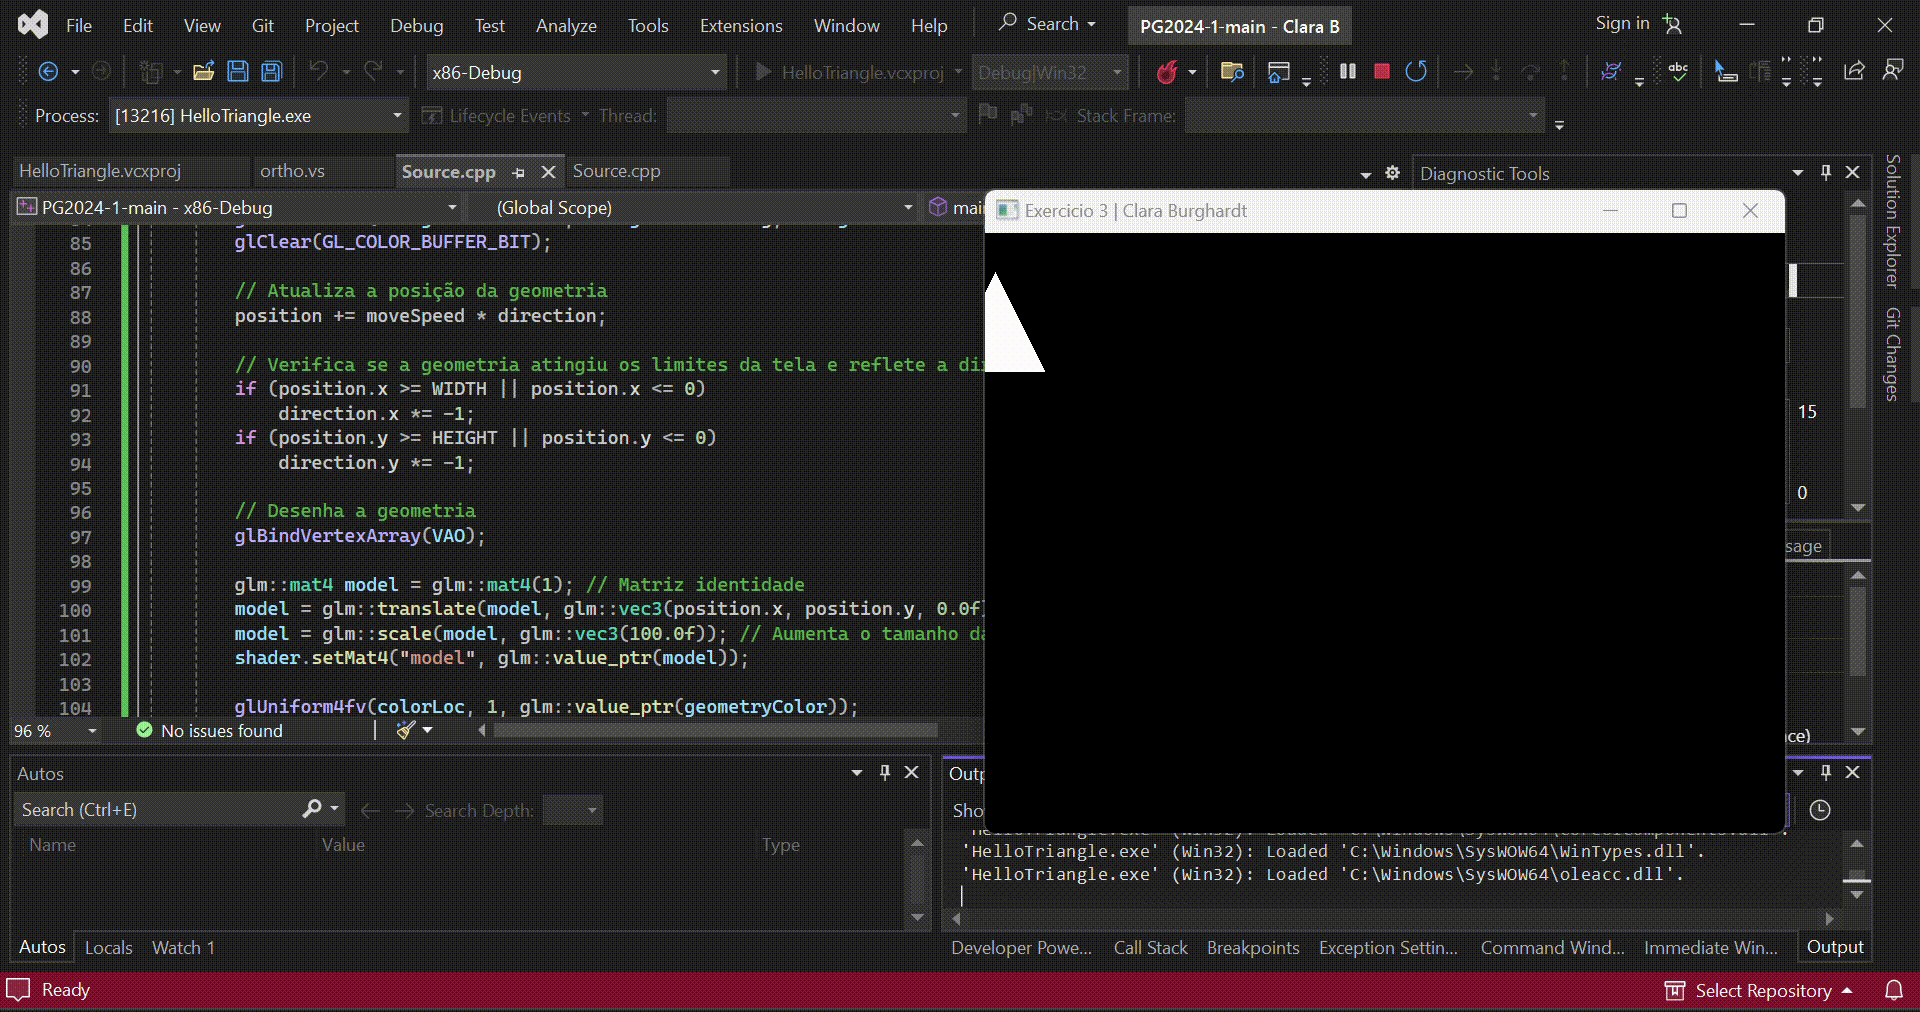 File Edit View Git Project Debug Test Analyze Tools Extensions Window Help Search PG2024-1-main - Clara B Sign in
x86-Debug HelloTriangle.vcxproj Debug|Win32
Process: [13216] HelloTriangle.exe Lifecycle Events Thread: Stack Frame:
HelloTriangle.vcxproj ortho.vs Source.cpp Source.cpp Diagnostic Tools
PG2024-1-main - x86-Debug (Global Scope)
Exercicio 3 | Clara Burghardt
85 glClear(GL_COLOR_BUFFER_BIT);
86
87 // Atualiza a posição da geometria
88 position += moveSpeed * direction;
89
90 // Verifica se a geometria atingiu os limites da tela e reflete a
91 if (position.x >= WIDTH || position.x <= 0)
92 direction.x *= -1;
93 if (position.y >= HEIGHT || position.y <= 0)
94 direction.y *= -1;
95
96 // Desenha a geometria
97 glBindVertexArray(VAO);
98
99 glm::mat4 model = glm::mat4(1); // Matriz identidade
100 model = glm::translate(model, glm::vec3(position.x, position.y, 0.0f)
101 model = glm::scale(model, glm::vec3(100.0f)); // Aumenta o tamanho
102 shader.setMat4("model", glm::value_ptr(model));
103
104 glUniform4fv(colorLoc, 1, glm::value_ptr(geometryColor));
15
0
Solution Explorer
Git Changes
96 % No issues found
Autos
Search (Ctrl+E) Search Depth:
Name Value Type
'HelloTriangle.exe' (Win32): Loaded 'C:\Windows\SysWOW64\WinTypes.dll'.
'HelloTriangle.exe' (Win32): Loaded 'C:\Windows\SysWOW64\oleacc.dll'.
Autos Locals Watch 1
Developer Powe... Call Stack Breakpoints Exception Settin... Command Wind... Immediate Win... Output
Ready Select Repository